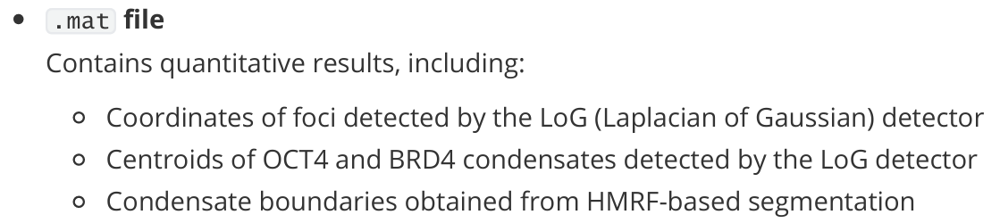 • .mat file
Contains quantitative results, including:
◦ Coordinates of foci detected by the LoG (Laplacian of Gaussian) detector
◦ Centroids of OCT4 and BRD4 condensates detected by the LoG detector
◦ Condensate boundaries obtained from HMRF-based segmentation